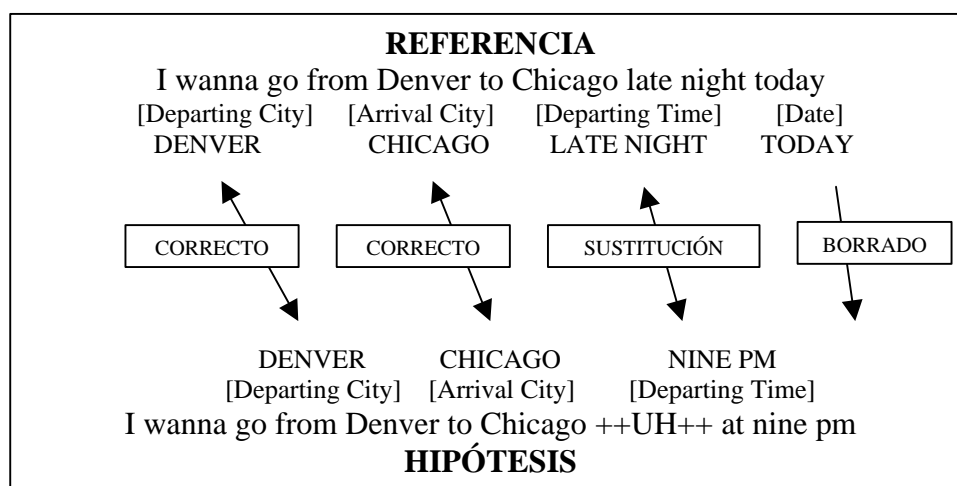 REFERENCIA
I wanna go from Denver to Chicago late night today
[Departing City] [Arrival City] [Departing Time] [Date]
DENVER CHICAGO LATE NIGHT TODAY
CORRECTO CORRECTO SUSTITUCIÓN BORRADO
DENVER CHICAGO NINE PM
[Departing City] [Arrival City] [Departing Time]
I wanna go from Denver to Chicago ++UH++ at nine pm
HIPÓTESIS